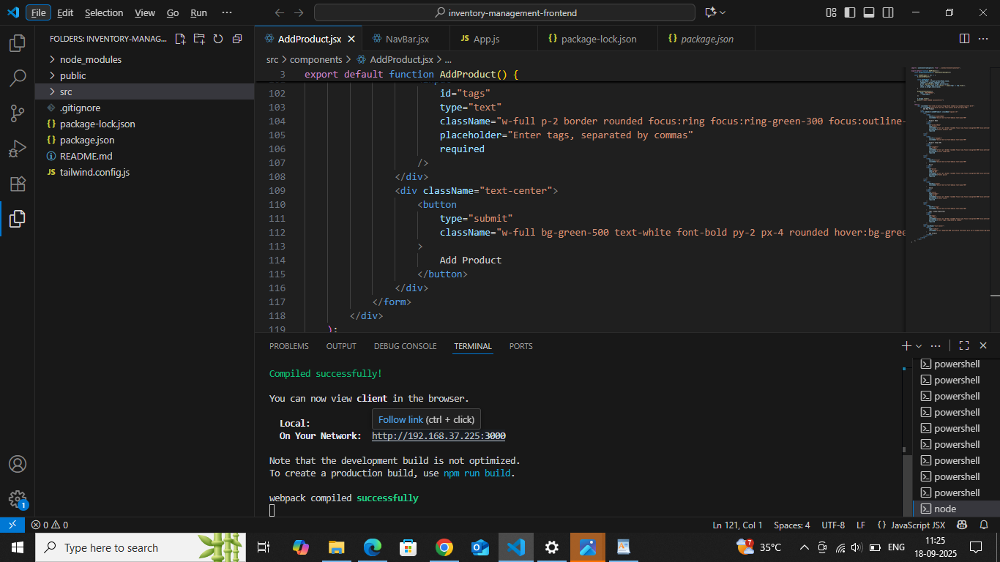 File Edit Selection View Go Run ···
inventory-management-frontend
FOLDERS: INVENTORY-MANAG...
node_modules
public
src
.gitignore
package-lock.json
package.json
README.md
tailwind.config.js
AddProduct.jsx
NavBar.jsx
App.js
package-lock.json
package.json
src > components > AddProduct.jsx > ...
3 export default function AddProduct() {
102 id="tags"
103 type="text"
104 className="w-full p-2 border rounded focus:ring focus:ring-green-300 focus:outline-
105 placeholder="Enter tags, separated by commas"
106 required
107 />
108 </div>
109 <div className="text-center">
110 <button
111 type="submit"
112 className="w-full bg-green-500 text-white font-bold py-2 px-4 rounded hover:bg-gree
113 >
114 Add Product
115 </button>
116 </div>
117 </form>
118 </div>
119 );
PROBLEMS OUTPUT DEBUG CONSOLE TERMINAL PORTS
Compiled successfully!
You can now view client in the browser.
Follow link (ctrl + click)
Local:
On Your Network: http://192.168.37.225:3000
Note that the development build is not optimized.
To create a production build, use npm run build.
webpack compiled successfully
powershell
powershell
powershell
powershell
powershell
powershell
powershell
powershell
powershell
node
1
0 0
Ln 121, Col 1 Spaces: 4 UTF-8 LF {} JavaScript JSX
Type here to search
7
35°C
ENG
11:25
18-09-2025